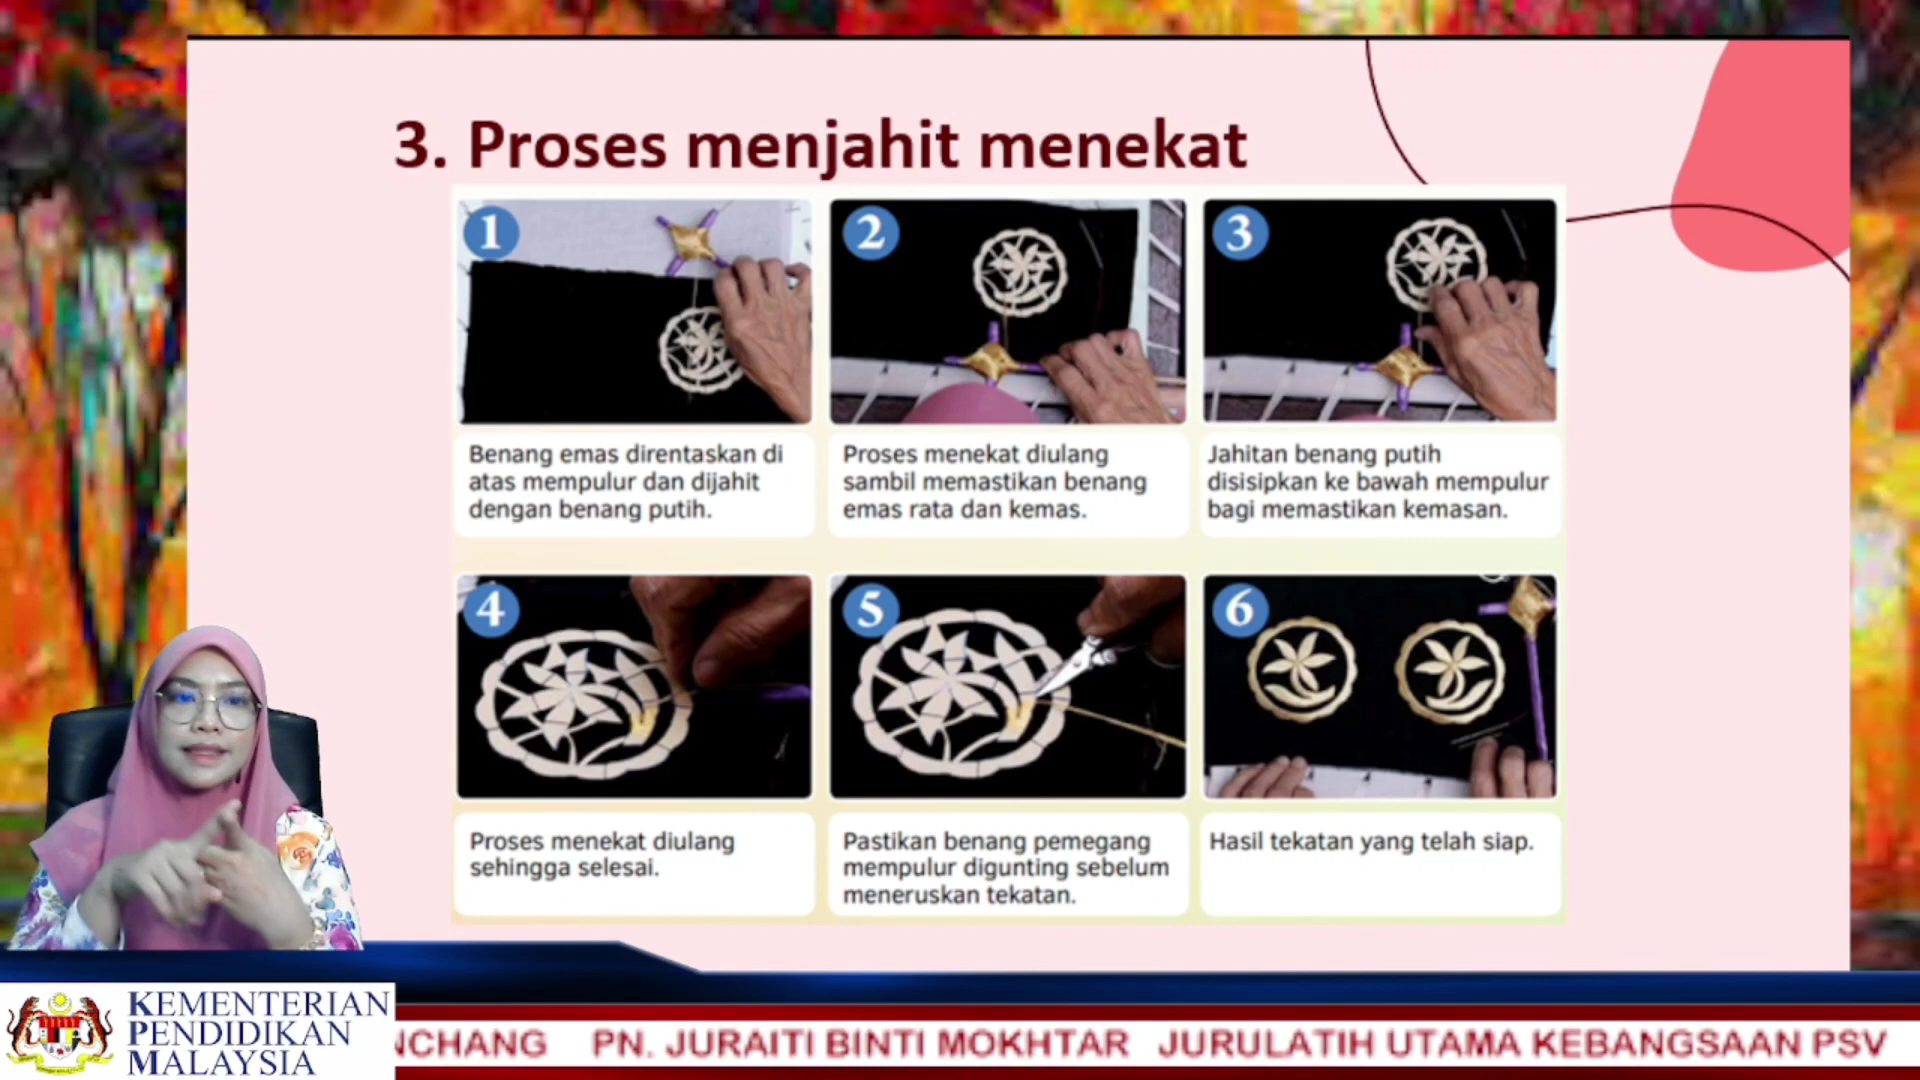 3. Proses menjahit menekat
1
2
3
Benang emas direntaskan di
atas mempulur dan dijahit
dengan benang putih.
Proses menekat diulang
sambil memastikan benang
emas rata dan kemas.
Jahitan benang putih
disisipkan ke bawah mempulur
bagi memastikan kemasan.
4
5
6
Proses menekat diulang
sehingga selesai.
Pastikan benang pemegang
mempulur digunting sebelum
meneruskan tekatan.
Hasil tekatan yang telah siap.
KEMENTERIAN
PENDIDIKAN
MALAYSIA
NCHANG PN. JURAITI BINTI MOKHTAR JURULATIH UTAMA KEBANGSAAN PSV